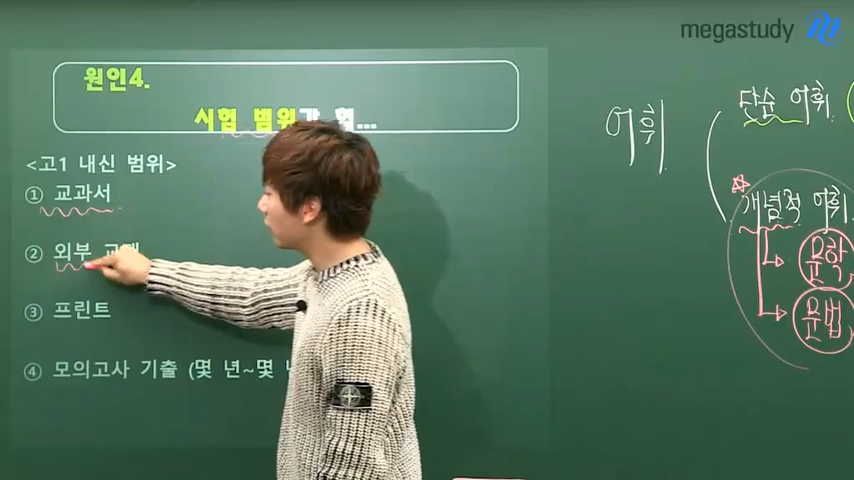 megastudy
원인4.
시험 범위가 헐...
<고1 내신 범위>
① 교과서
② 외부
③ 프린트
④ 모의고사 기출 (몇 년~몇
어휘
단순 어휘
개념적 어휘
문학
문법